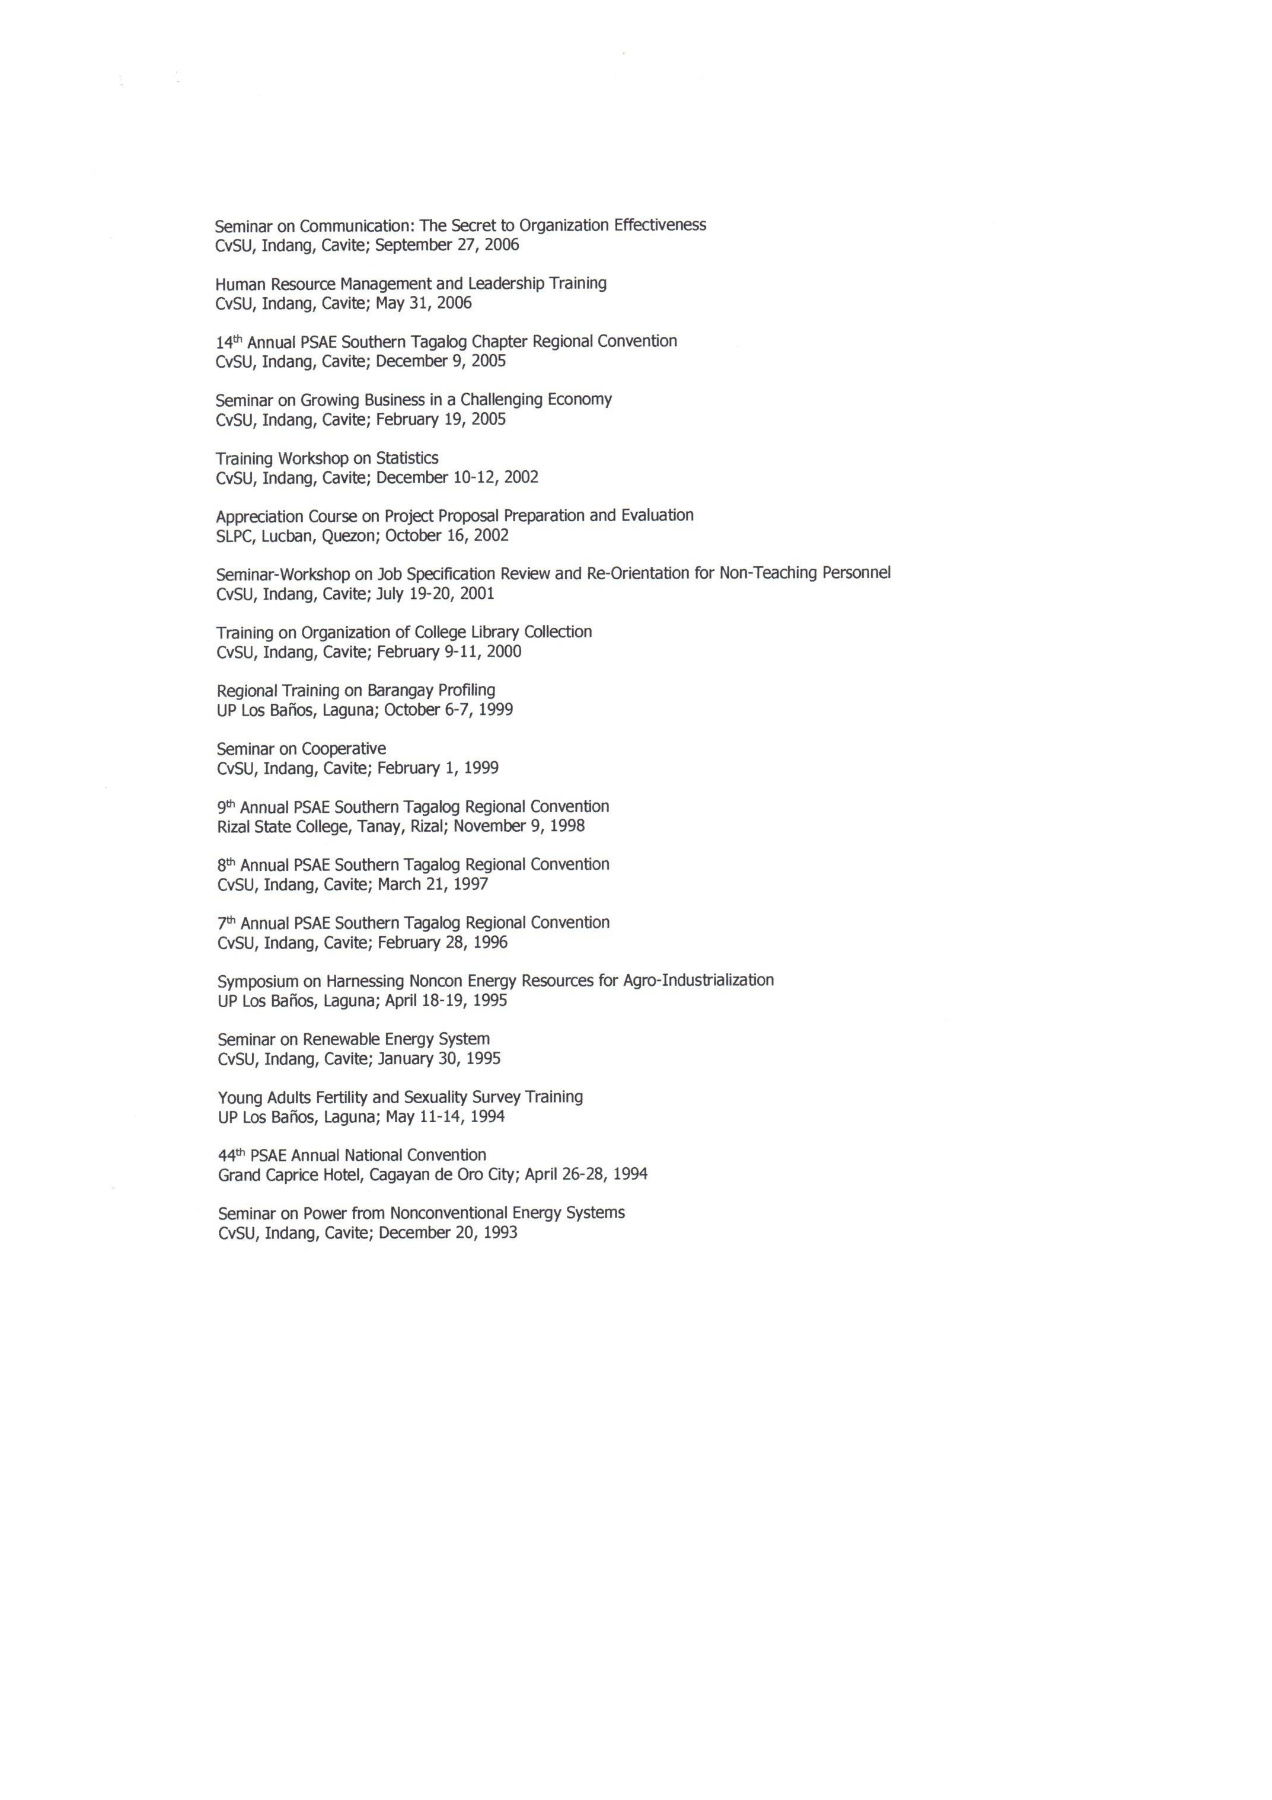 Seminar on Communication: The Secret to Organization Effectiveness
CvSU, Indang, Cavite; September 27, 2006
Human Resource Management and Leadership Training
CvSU, Indang, Cavite; May 31, 2006
14th Annual PSAE Southern Tagalog Chapter Regional Convention
CvSU, Indang, Cavite; December 9, 2005
Seminar on Growing Business in a Challenging Economy
CvSU, Indang, Cavite; February 19, 2005
Training Workshop on Statistics
CvSU, Indang, Cavite; December 10-12, 2002
Appreciation Course on Project Proposal Preparation and Evaluation
SLPC, Lucban, Quezon; October 16, 2002
Seminar-Workshop on Job Specification Review and Re-Orientation for Non-Teaching Personnel
CvSU, Indang, Cavite; July 19-20, 2001
Training on Organization of College Library Collection
CvSU, Indang, Cavite; February 9-11, 2000
Regional Training on Barangay Profiling
UP Los Baños, Laguna; October 6-7, 1999
Seminar on Cooperative
CvSU, Indang, Cavite; February 1, 1999
9th Annual PSAE Southern Tagalog Regional Convention
Rizal State College, Tanay, Rizal; November 9, 1998
8th Annual PSAE Southern Tagalog Regional Convention
CvSU, Indang, Cavite; March 21, 1997
7th Annual PSAE Southern Tagalog Regional Convention
CvSU, Indang, Cavite; February 28, 1996
Symposium on Harnessing Noncon Energy Resources for Agro-Industrialization
UP Los Baños, Laguna; April 18-19, 1995
Seminar on Renewable Energy System
CvSU, Indang, Cavite; January 30, 1995
Young Adults Fertility and Sexuality Survey Training
UP Los Baños, Laguna; May 11-14, 1994
44th PSAE Annual National Convention
Grand Caprice Hotel, Cagayan de Oro City; April 26-28, 1994
Seminar on Power from Nonconventional Energy Systems
CvSU, Indang, Cavite; December 20, 1993